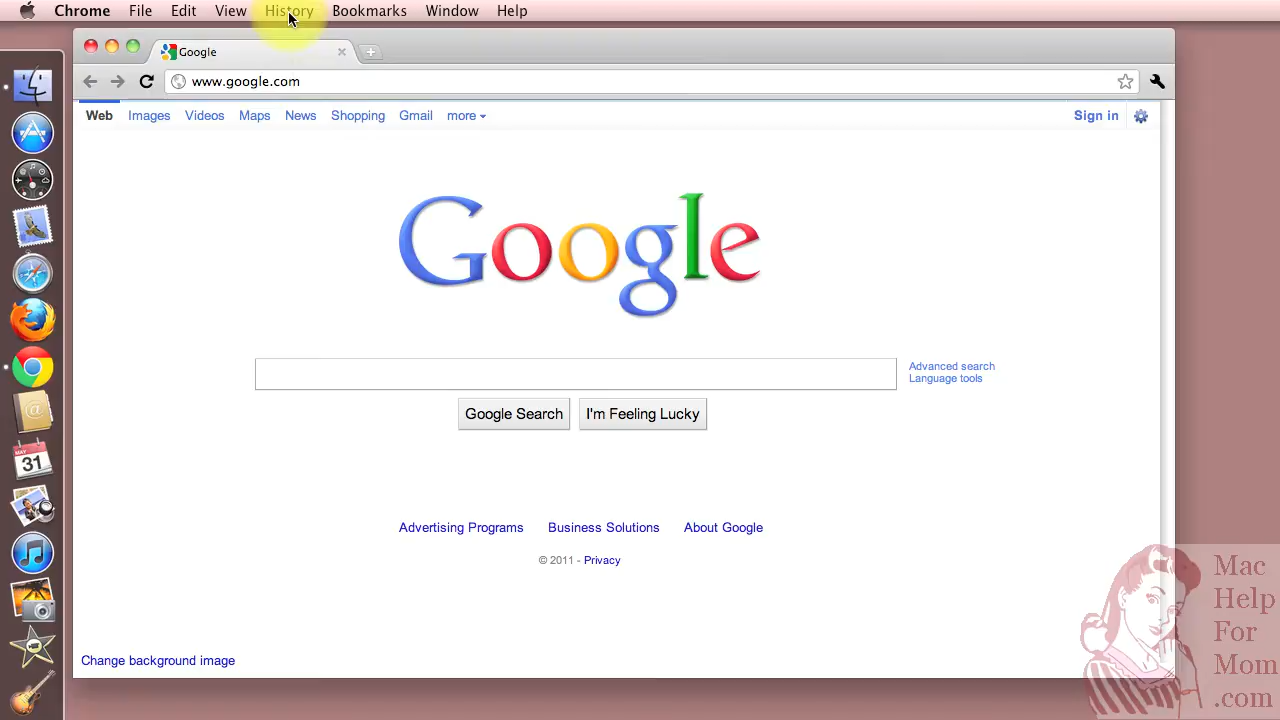 Chrome File Edit View History Bookmarks Window Help
Google
www.google.com
Web Images Videos Maps News Shopping Gmail more Sign in
Google
Advanced search
Language tools
Google Search I'm Feeling Lucky
Advertising Programs Business Solutions About Google
© 2011 - Privacy
Change background image
MAY
31
Mac
Help
For
Mom
.com